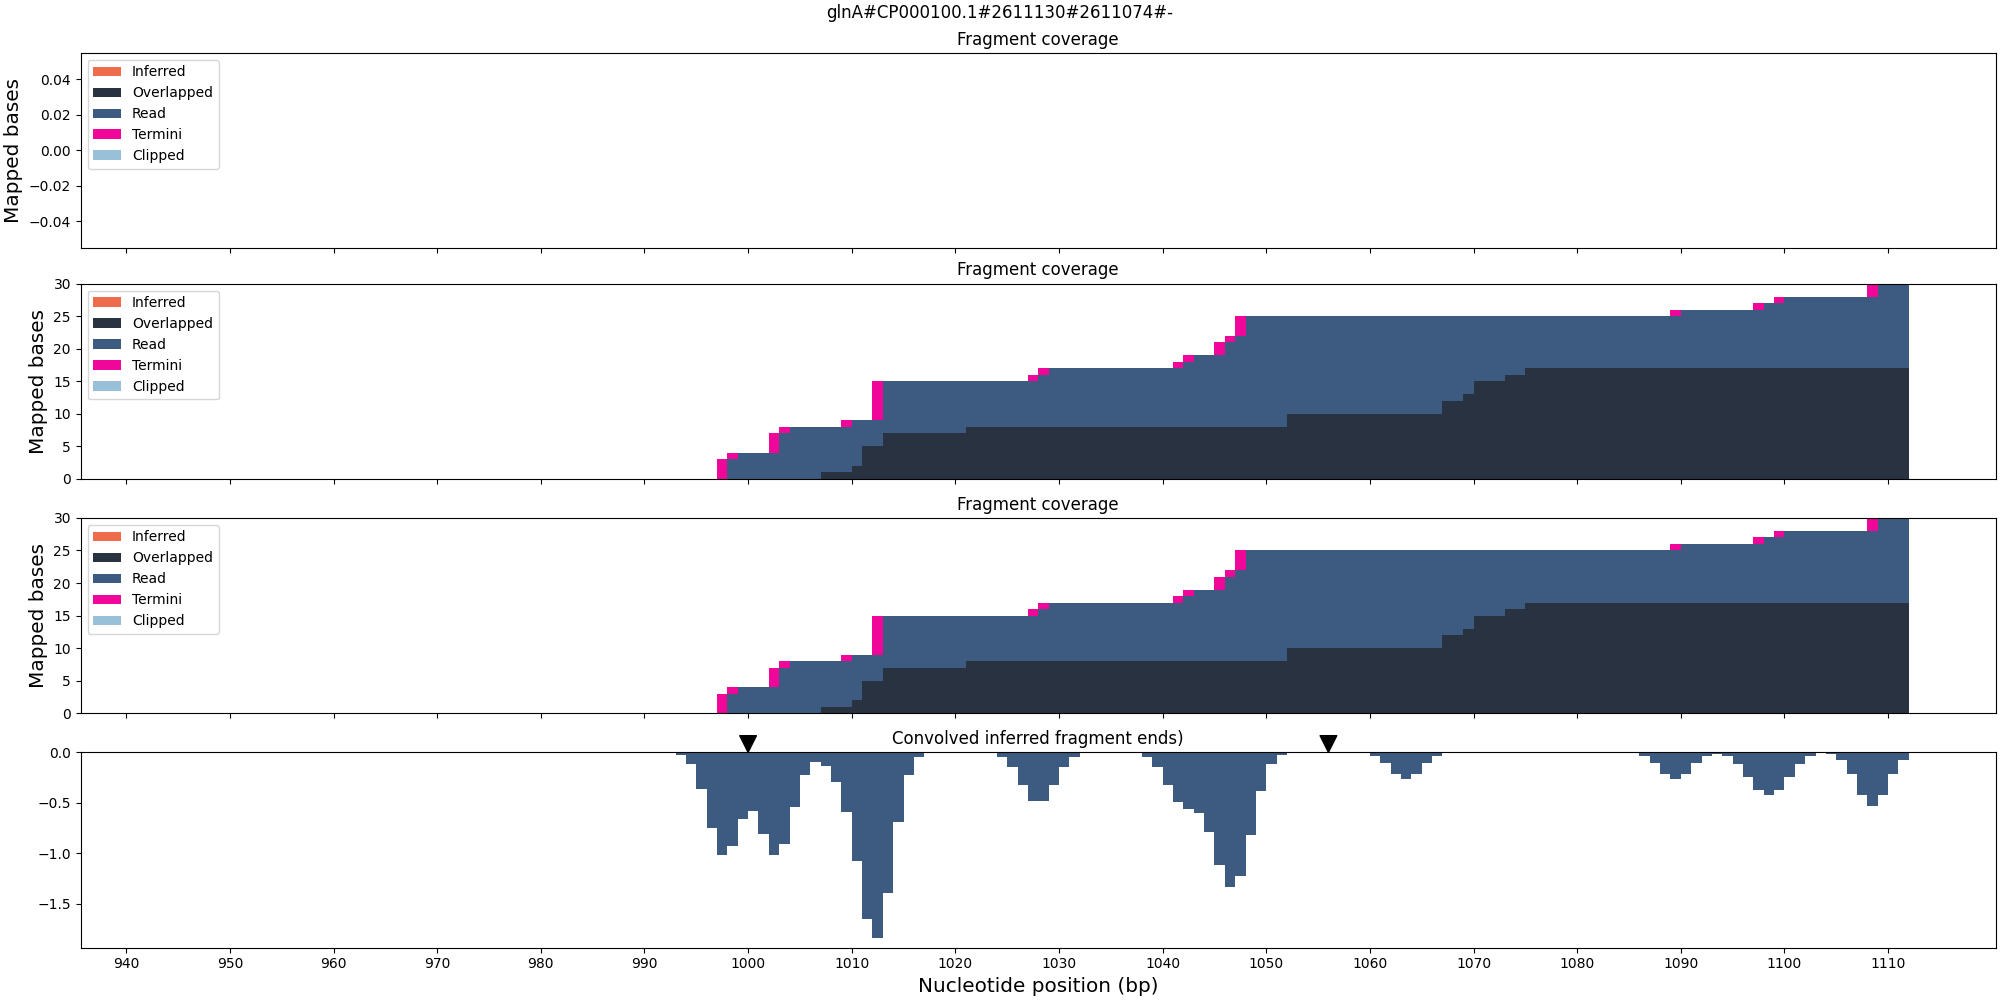 glnA#CP000100.1#2611130#2611074#-
Fragment coverage
Mapped bases
0.04
0.02
0.00
−0.02
−0.04
Inferred
Overlapped
Read
Termini
Clipped
Fragment coverage
Mapped bases
30
25
20
15
10
5
0
Inferred
Overlapped
Read
Termini
Clipped
Fragment coverage
Mapped bases
30
25
20
15
10
5
0
Inferred
Overlapped
Read
Termini
Clipped
Convolved inferred fragment ends)
0.0
−0.5
−1.0
−1.5
940 950 960 970 980 990 1000 1010 1020 1030 1040 1050 1060 1070 1080 1090 1100 1110
Nucleotide position (bp)